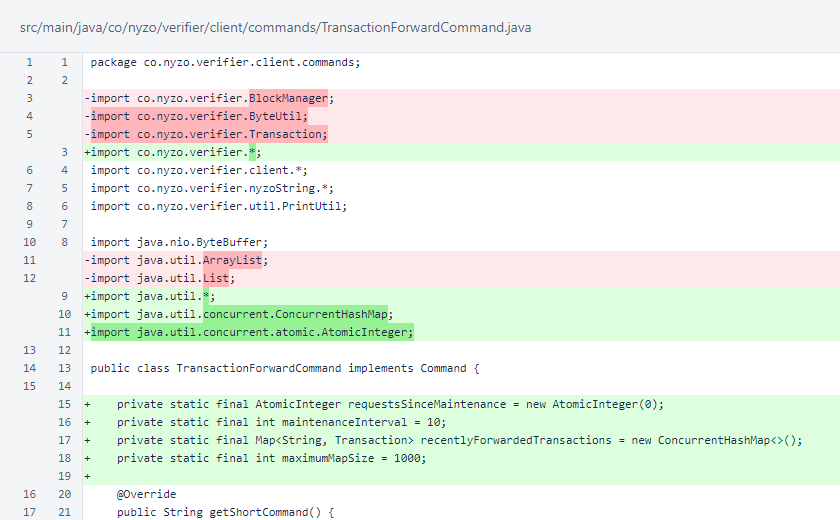 src/main/java/co/nyzo/verifier/client/commands/TransactionForwardCommand.java
1 1 package co.nyzo.verifier.client.commands;
2 2
3 -import co.nyzo.verifier.BlockManager;
4 -import co.nyzo.verifier.ByteUtil;
5 -import co.nyzo.verifier.Transaction;
3 +import co.nyzo.verifier.*;
6 4 import co.nyzo.verifier.client.*;
7 5 import co.nyzo.verifier.nyzoString.*;
8 6 import co.nyzo.verifier.util.PrintUtil;
9 7
10 8 import java.nio.ByteBuffer;
11 -import java.util.ArrayList;
12 -import java.util.List;
9 +import java.util.*;
10 +import java.util.concurrent.ConcurrentHashMap;
11 +import java.util.concurrent.atomic.AtomicInteger;
13 12
14 13 public class TransactionForwardCommand implements Command {
15 14
15 +    private static final AtomicInteger requestsSinceMaintenance = new AtomicInteger(0);
16 +    private static final int maintenanceInterval = 10;
17 +    private static final Map<String, Transaction> recentlyForwardedTransactions = new ConcurrentHashMap<>();
18 +    private static final int maximumMapSize = 1000;
19 +
16 20     @Override
17 21     public String getShortCommand() {